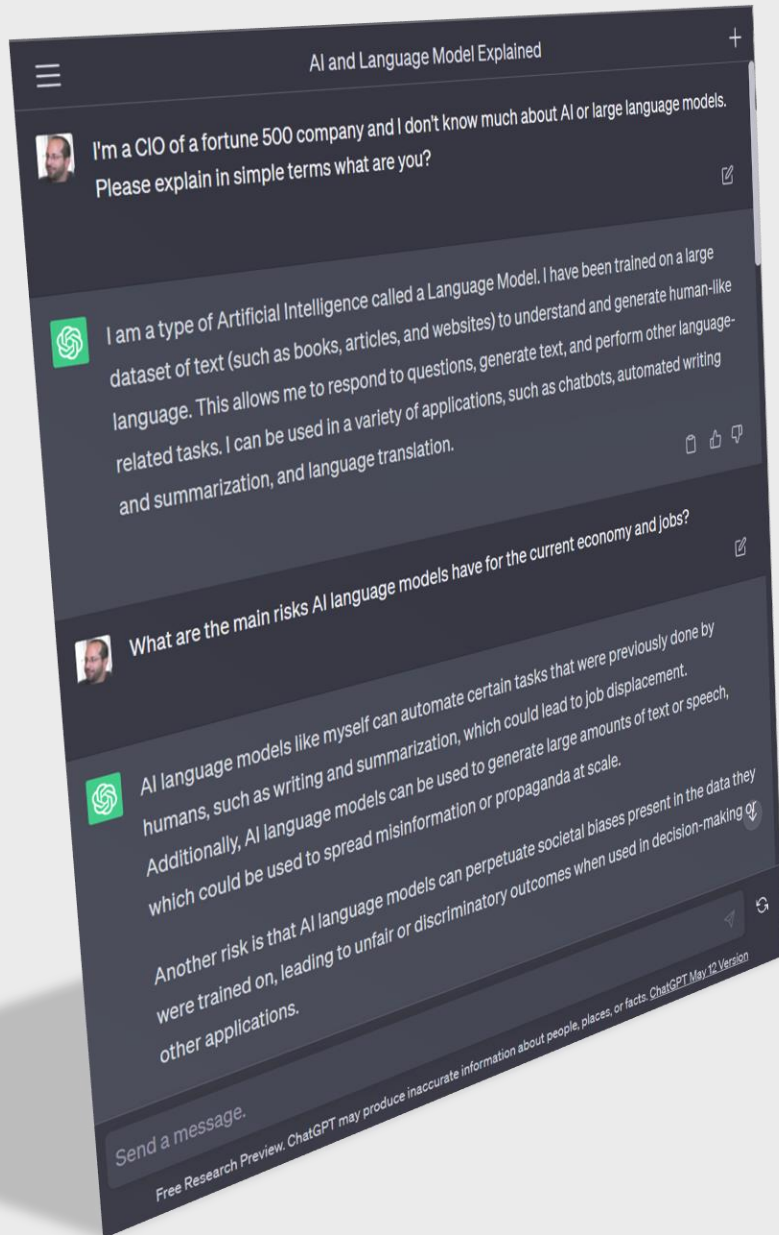 AI and Language Model Explained
I'm a CIO of a fortune 500 company and I don't know much about AI or large language models.
Please explain in simple terms what are you?
I am a type of Artificial Intelligence called a Language Model. I have been trained on a large
dataset of text (such as books, articles, and websites) to understand and generate human-like
language. This allows me to respond to questions, generate text, and perform other language-
related tasks. I can be used in a variety of applications, such as chatbots, automated writing
and summarization, and language translation.
What are the main risks AI language models have for the current economy and jobs?
AI language models like myself can automate certain tasks that were previously done by
humans, such as writing and summarization, which could lead to job displacement.
Additionally, AI language models can be used to generate large amounts of text or speech,
which could be used to spread misinformation or propaganda at scale.
Another risk is that AI language models can perpetuate societal biases present in the data they
were trained on, leading to unfair or discriminatory outcomes when used in decision-making or
other applications.
Send a message.
Free Research Preview. ChatGPT may produce inaccurate information about people, places, or facts. ChatGPT May 12 Version